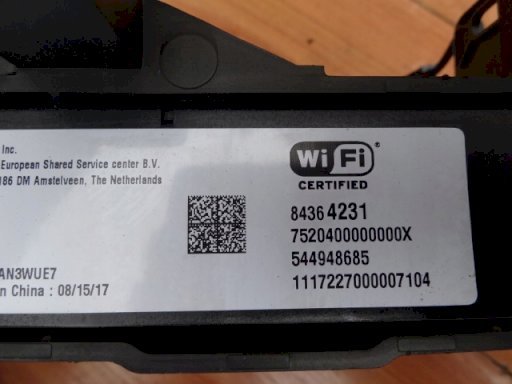 Inc.
European Shared Service center B.V.
186 DM Amstelveen, The Netherlands
WiFi®
CERTIFIED
8436 4231
7520400000000X
544948685
1117227000007104
AN3WUE7
n China : 08/15/17